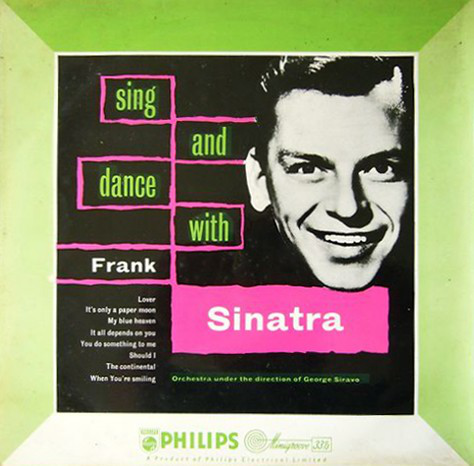 sing
and
dance
with
Frank
Sinatra
Lover
It's only a paper moon
My blue heaven
It all depends on you
You do something to me
Should I
The continental
When You're smiling
Orchestra under the direction of George Siravo
PHILIPS Minigroove 33⅓
A Product of Philips Electrical Limited